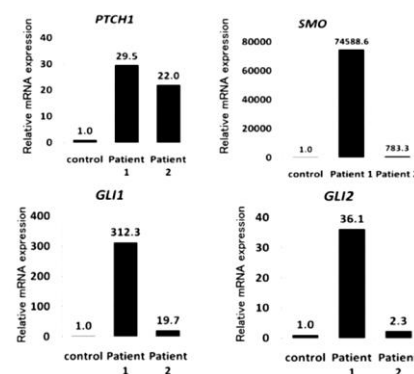 PTCH1
Relative mRNA expression
40
30
20
10
0
1.0
29.5
22.0
control Patient Patient
1 2
SMO
Relative mRNA expression
80000
60000
40000
20000
0
1.0
74588.6
783.3
control Patient 1 Patient
GLI1
Relative mRNA expression
400
300
200
100
0
1.0
312.3
19.7
control Patient Patient
1 2
GLI2
Relative mRNA expression
40
30
20
10
0
1.0
36.1
2.3
control Patient Patient
1 2